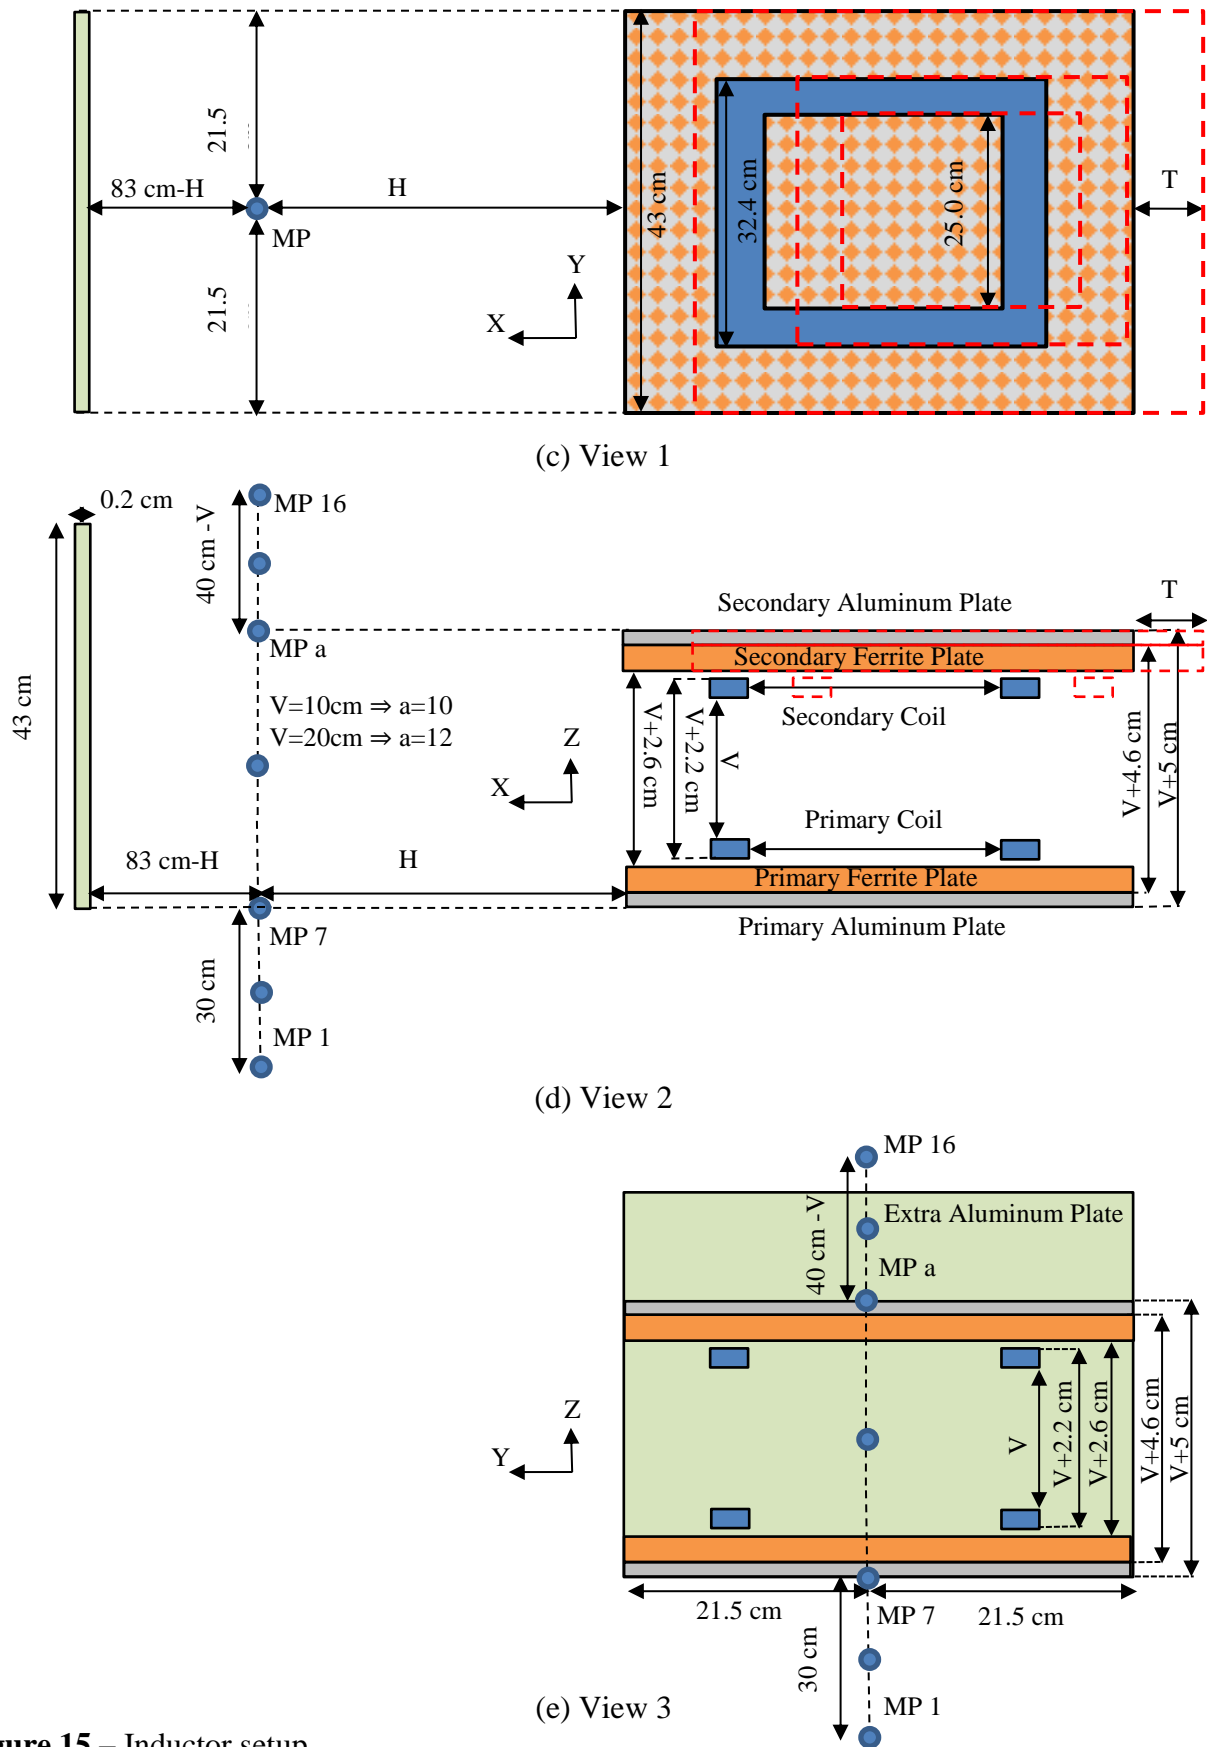 21.5
83 cm-H
H
MP
21.5
Y
X
43 cm
32.4 cm
25.0 cm
T
(c) View 1
0.2 cm
MP 16
40 cm -V
MP a
43 cm
V=10cm ⇒ a=10
V=20cm ⇒ a=12
Z
X
83 cm-H
H
MP 7
30 cm
MP 1
Secondary Aluminum Plate
T
Secondary Ferrite Plate
Secondary Coil
V+2.6 cm
V+2.2 cm
V
V+4.6 cm
V+5 cm
Primary Coil
Primary Ferrite Plate
Primary Aluminum Plate
(d) View 2
MP 16
40 cm -V
Extra Aluminum Plate
MP a
Z
Y
V
V+2.2 cm
V+2.6 cm
V+4.6 cm
V+5 cm
21.5 cm
MP 7
21.5 cm
30 cm
MP 1
(e) View 3
gure 15 – Inductor setup